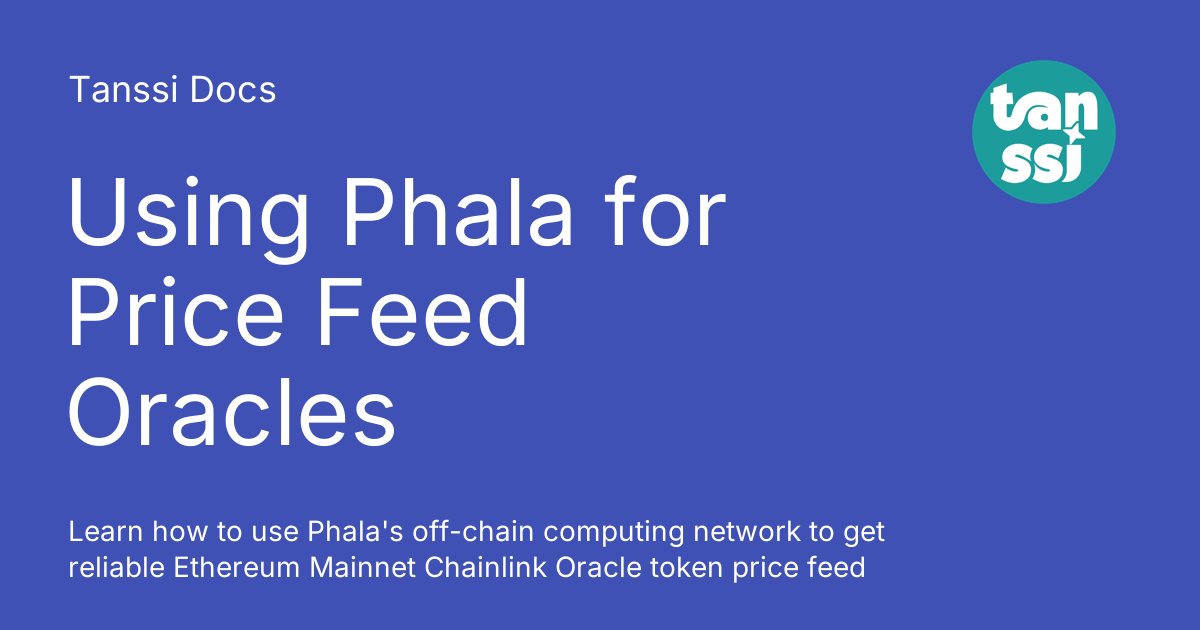 Tanssi Docs
tan
ssi
Using Phala for
Price Feed
Oracles
Learn how to use Phala's off-chain computing network to get
reliable Ethereum Mainnet Chainlink Oracle token price feed